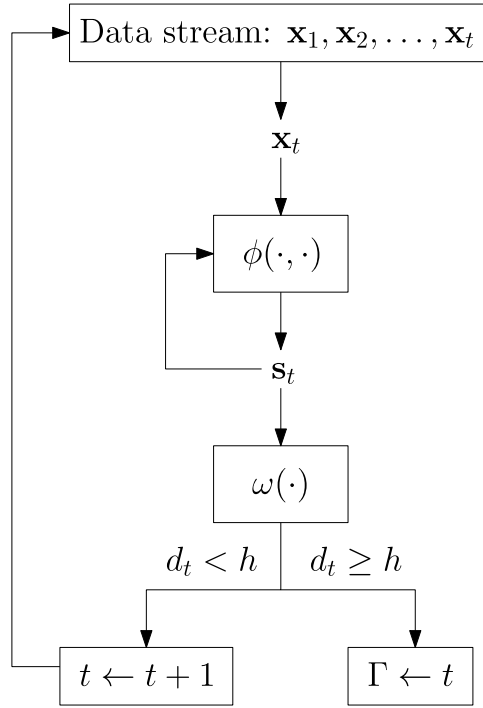 Data stream: x₁, x₂, . . . , xₜ
xₜ
ϕ(·, ·)
sₜ
ω(·)
dₜ < h dₜ ≥ h
t ← t + 1 Γ ← t